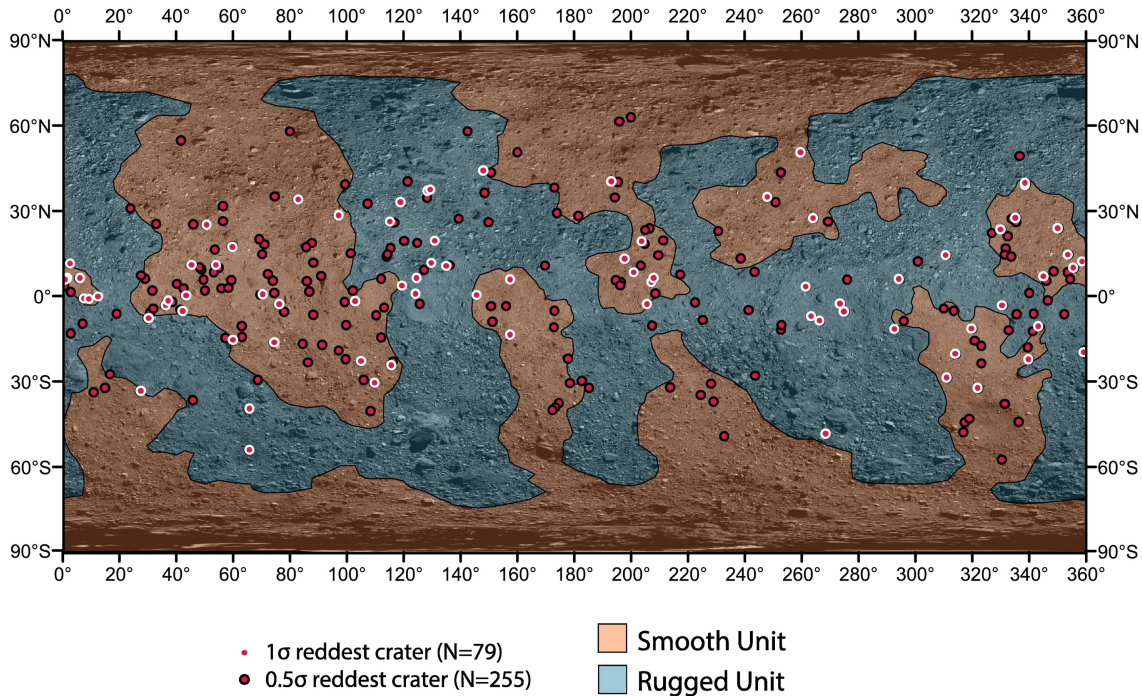 0° 20° 40° 60° 80° 100° 120° 140° 160° 180° 200° 220° 240° 260° 280° 300° 320° 340° 360°
90°N 90°N
60°N 60°N
30°N 30°N
0° 0°
30°S 30°S
60°S 60°S
90°S 90°S
0° 20° 40° 60° 80° 100° 120° 140° 160° 180° 200° 220° 240° 260° 280° 300° 320° 340° 360°
1σ reddest crater (N=79)
0.5σ reddest crater (N=255)
Smooth Unit
Rugged Unit